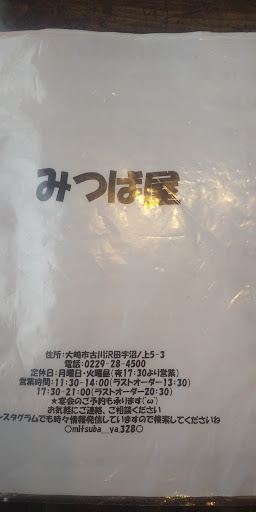 みつば屋
住所:大崎市古川沢田字沼ノ上5-3
電話:0229-28-4500
定休日:月曜日・火曜昼(夜17:30より営業)
営業時間:11:30-14:00(ラストオーダー13:30)
17:30-21:00(ラストオーダー20:30)
★宴会のご予約も承ります('ω')
お気軽にご連絡、ご相談ください
ンスタグラムでも時々情報発信していますので検索してくださいね
○mitsuba__ya_328○